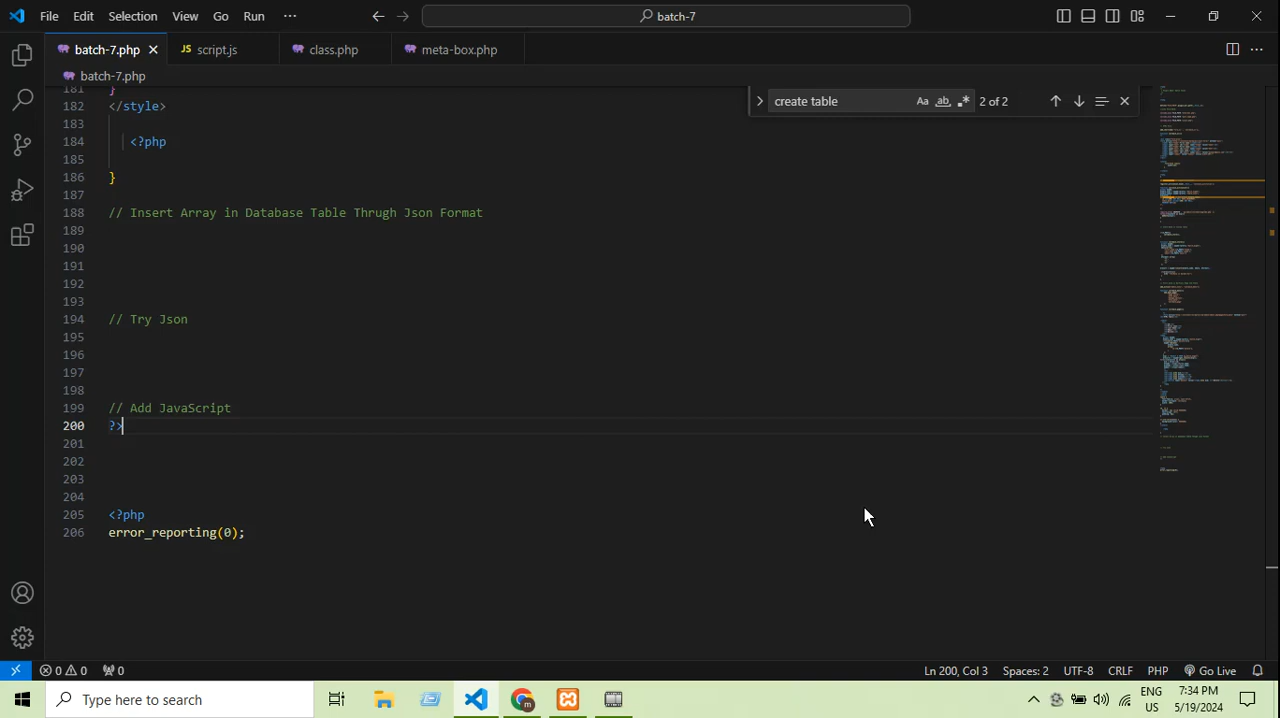 File Edit Selection View Go Run ··· batch-7
batch-7.php JS script.js class.php meta-box.php
batch-7.php
create table Aa ab 2 of 2
181 }
182 </style>
183
184 <?php
185
186 }
187
188 // Insert Array in Database Table Thrugh Json Format
189
190
191
192
193
194 // Try Json
195
196
197
198
199 // Add JavaScript
200 ?>
201
202
203
204
205 <?php
206 error_reporting(0);
0 0 0 Ln 200, Col 3 Spaces: 2 UTF-8 CRLF PHP Go Live
Type here to search
ENG 7:34 PM
US 5/19/2024